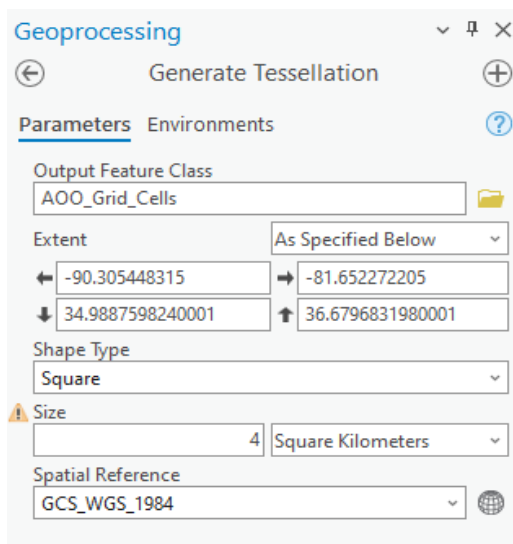 Geoprocessing
Generate Tessellation
Parameters Environments
Output Feature Class
AOO_Grid_Cells
Extent As Specified Below
-90.305448315 -81.652272205
34.9887598240001 36.6796831980001
Shape Type
Square
Size
4 Square Kilometers
Spatial Reference
GCS_WGS_1984